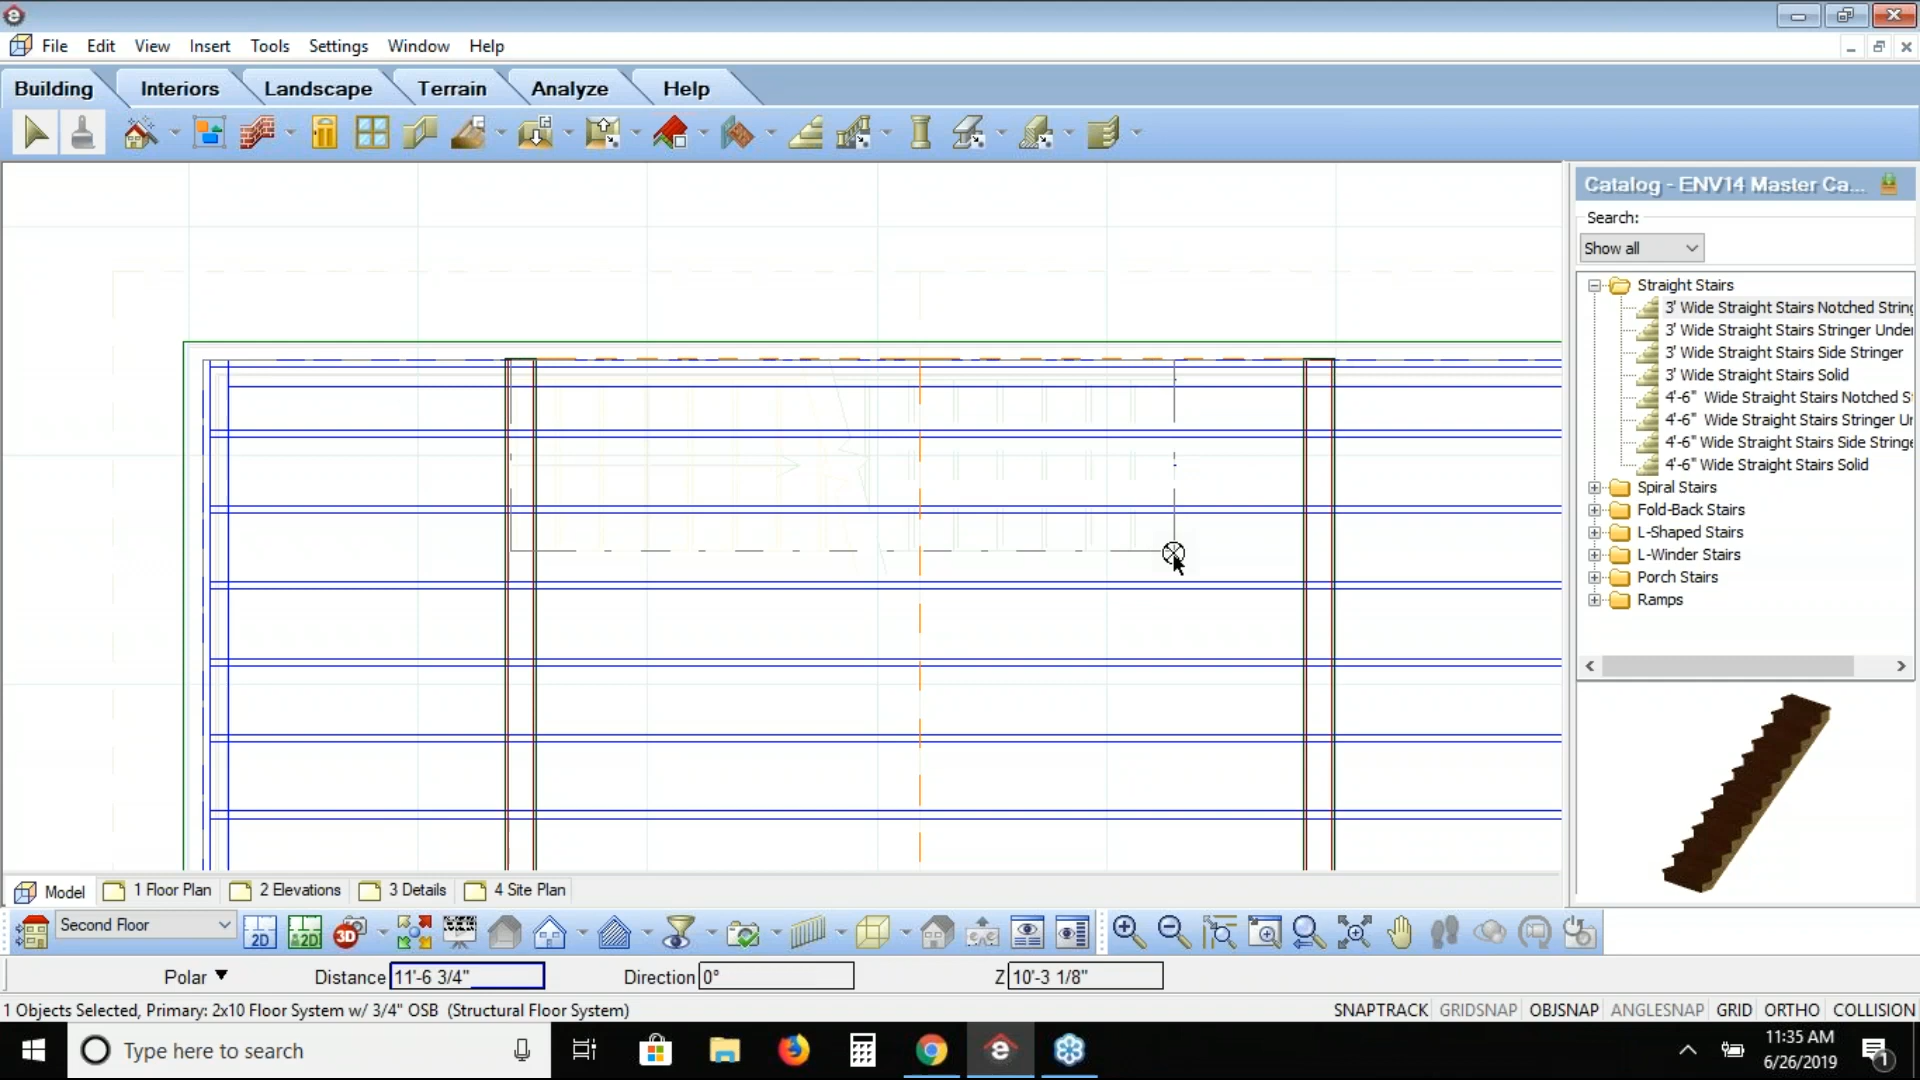 File Edit View Insert Tools Settings Window Help
Building Interiors Landscape Terrain Analyze Help
Catalog - ENV14 Master Ca...
Search:
Show all
Straight Stairs
3' Wide Straight Stairs Notched String
3' Wide Straight Stairs Stringer Under
3' Wide Straight Stairs Side Stringer
3' Wide Straight Stairs Solid
4'-6" Wide Straight Stairs Notched S
4'-6" Wide Straight Stairs Stringer Ur
4'-6" Wide Straight Stairs Side Stringe
4'-6" Wide Straight Stairs Solid
Spiral Stairs
Fold-Back Stairs
L-Shaped Stairs
L-Winder Stairs
Porch Stairs
Ramps
Model 1 Floor Plan 2 Elevations 3 Details 4 Site Plan
Second Floor 2D 2D 3D
Polar Distance 11'-6 3/4" Direction 0° Z 10'-3 1/8"
1 Objects Selected, Primary: 2x10 Floor System w/ 3/4" OSB (Structural Floor System) SNAPTRACK GRIDSNAP OBJSNAP ANGLESNAP GRID ORTHO COLLISION
Type here to search
11:35 AM
6/26/2019
1